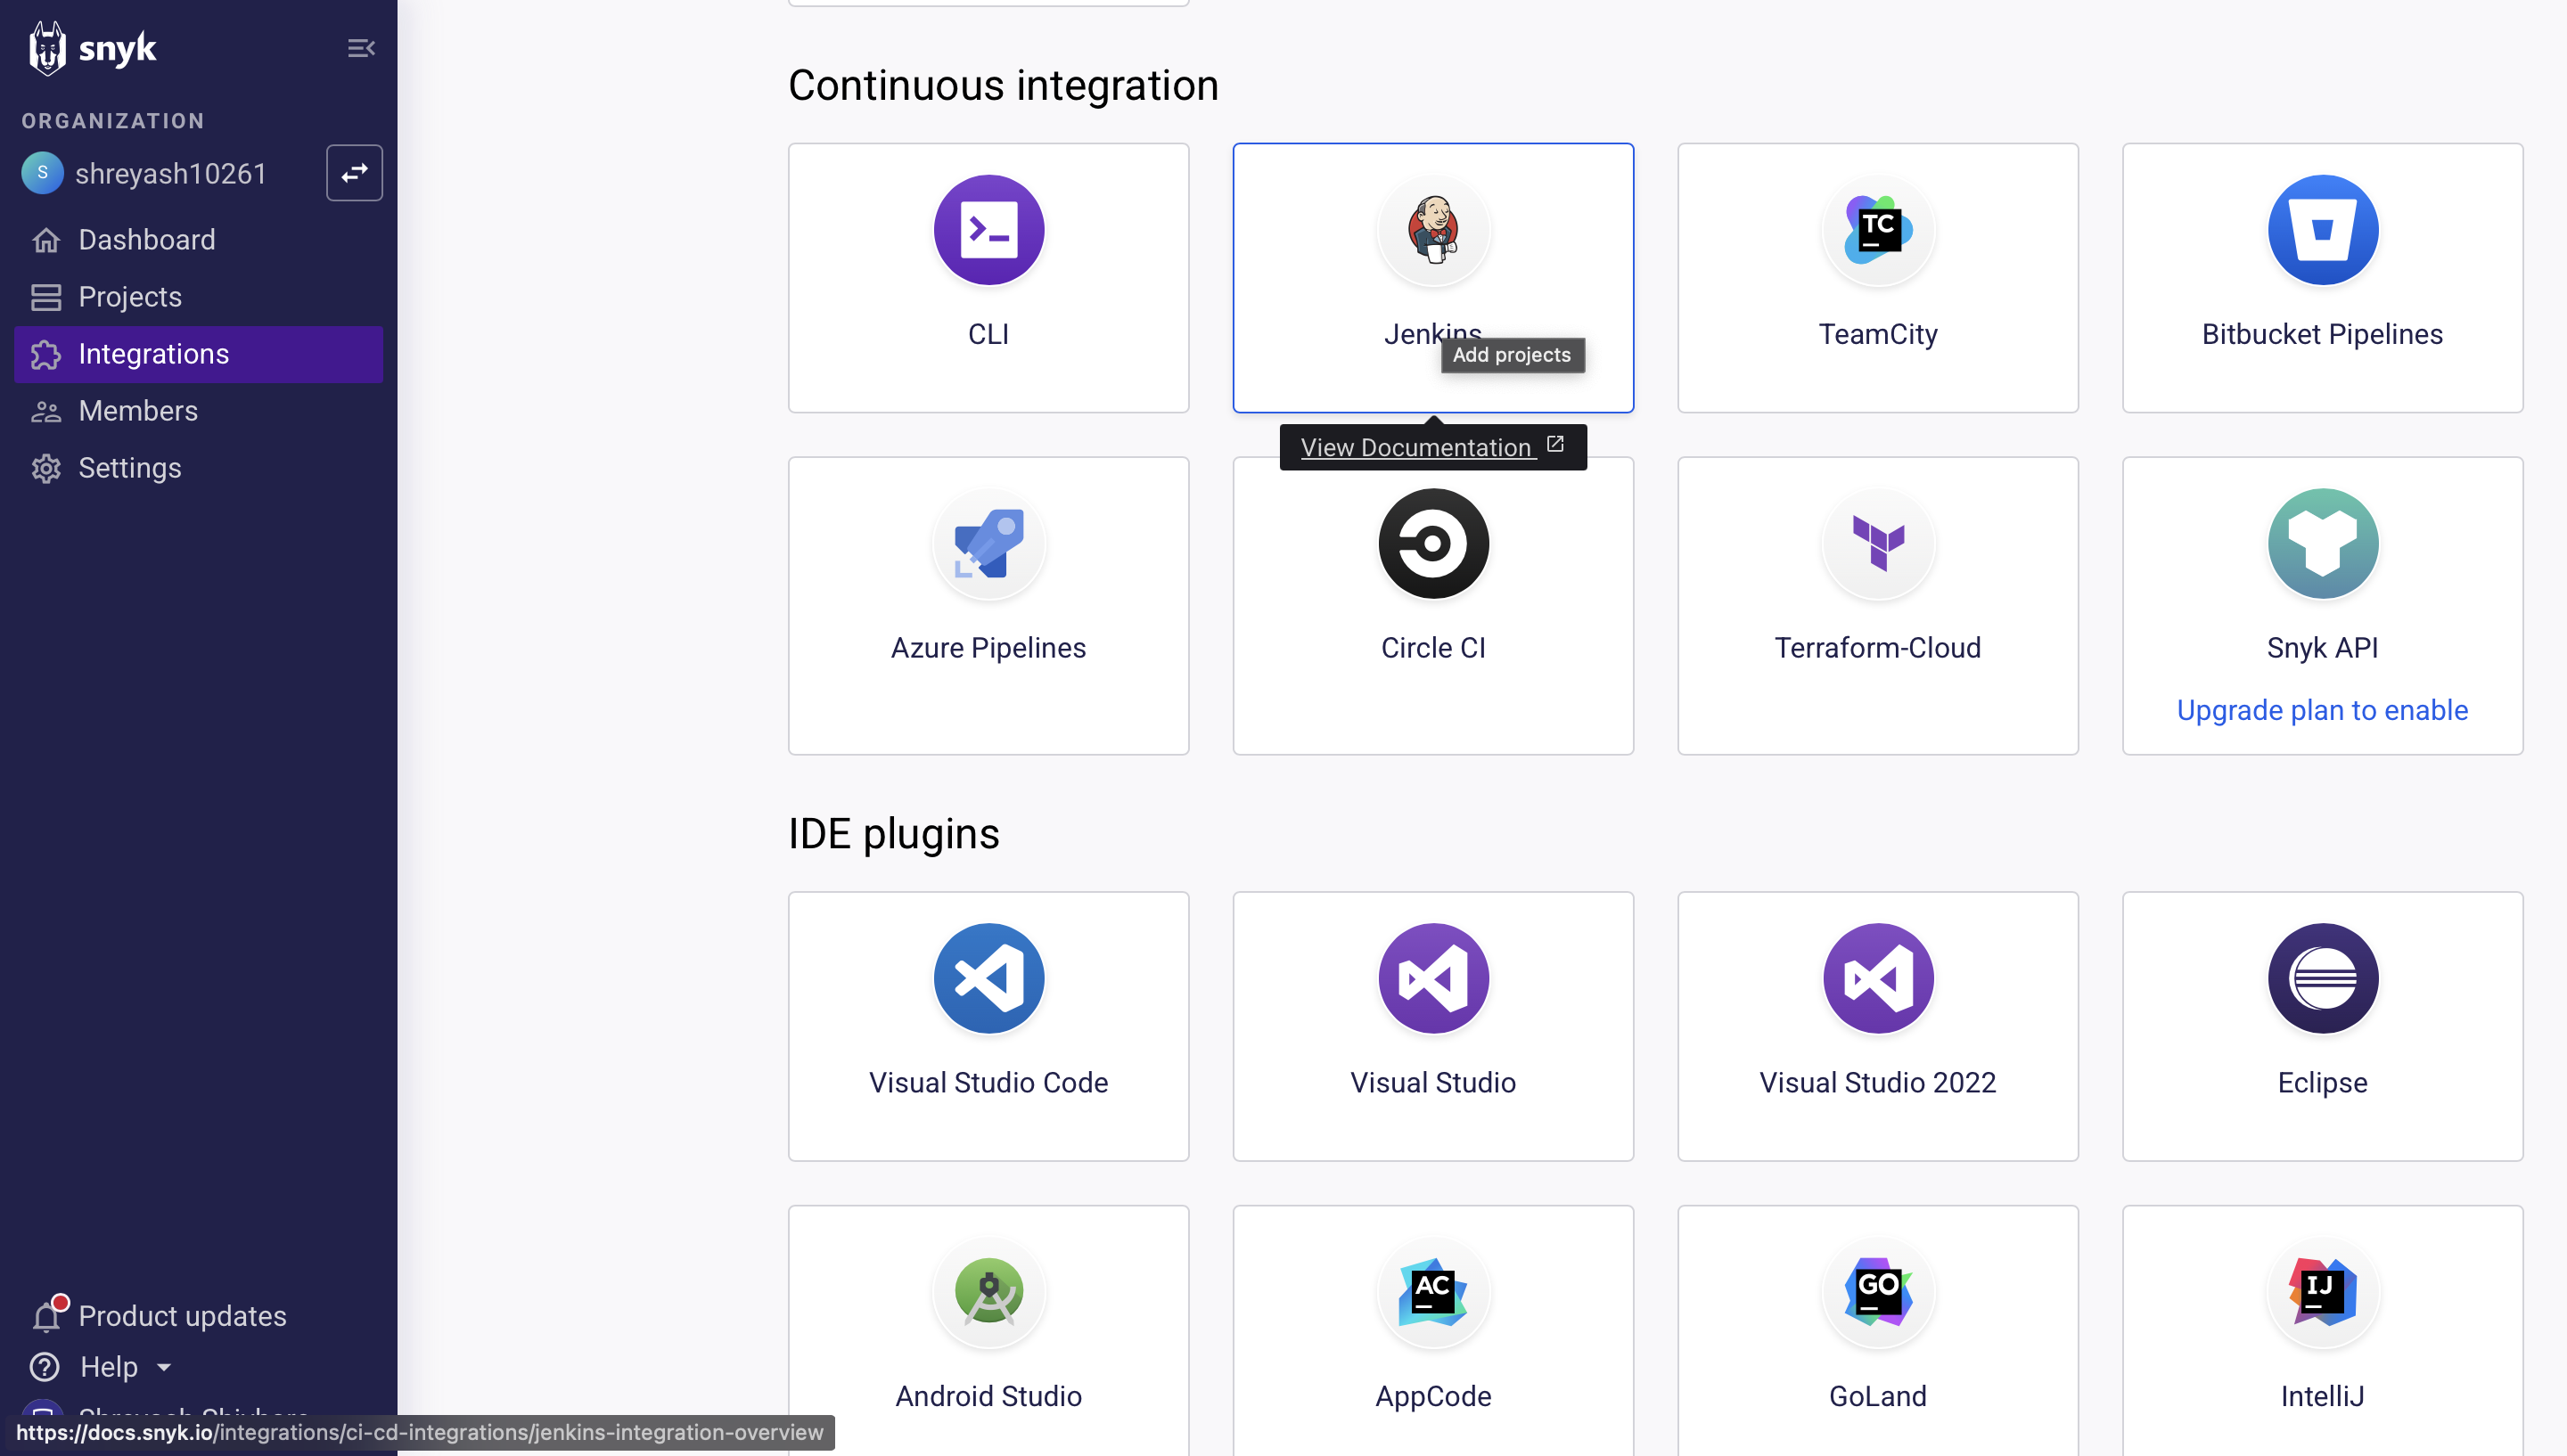 snyk
ORGANIZATION
S
shreyash10261
Dashboard
Projects
Integrations
Members
Settings
Product updates
Help
https://docs.snyk.io/integrations/ci-cd-integrations/jenkins-integration-overview
Continuous integration
CLI
Jenkins
Add projects
View Documentation
TC
TeamCity
Bitbucket Pipelines
Azure Pipelines
Circle CI
Terraform-Cloud
Snyk API
Upgrade plan to enable
IDE plugins
Visual Studio Code
Visual Studio
Visual Studio 2022
Eclipse
Android Studio
AC
AppCode
GO
GoLand
IJ
IntelliJ